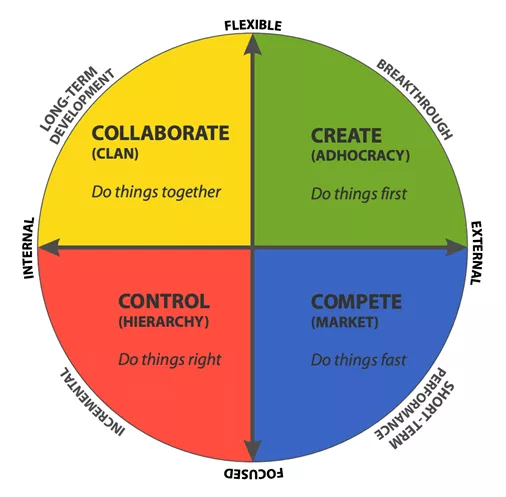 FLEXIBLE
LONG-TERM
DEVELOPMENT
BREAKTHROUGH
COLLABORATE
(CLAN)
Do things together
CREATE
(ADHOCRACY)
Do things first
INTERNAL
EXTERNAL
CONTROL
(HIERARCHY)
Do things right
COMPETE
(MARKET)
Do things fast
INCREMENTAL
SHORT-TERM
PERFORMANCE
FOCUSED